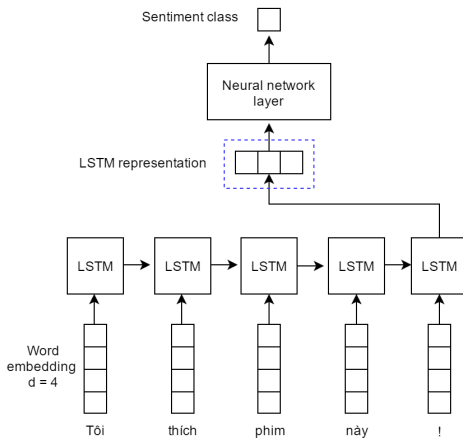 Sentiment class
Neural network
layer
LSTM representation
LSTM LSTM LSTM LSTM LSTM
Word
embedding
d = 4
Tôi thích phim này !